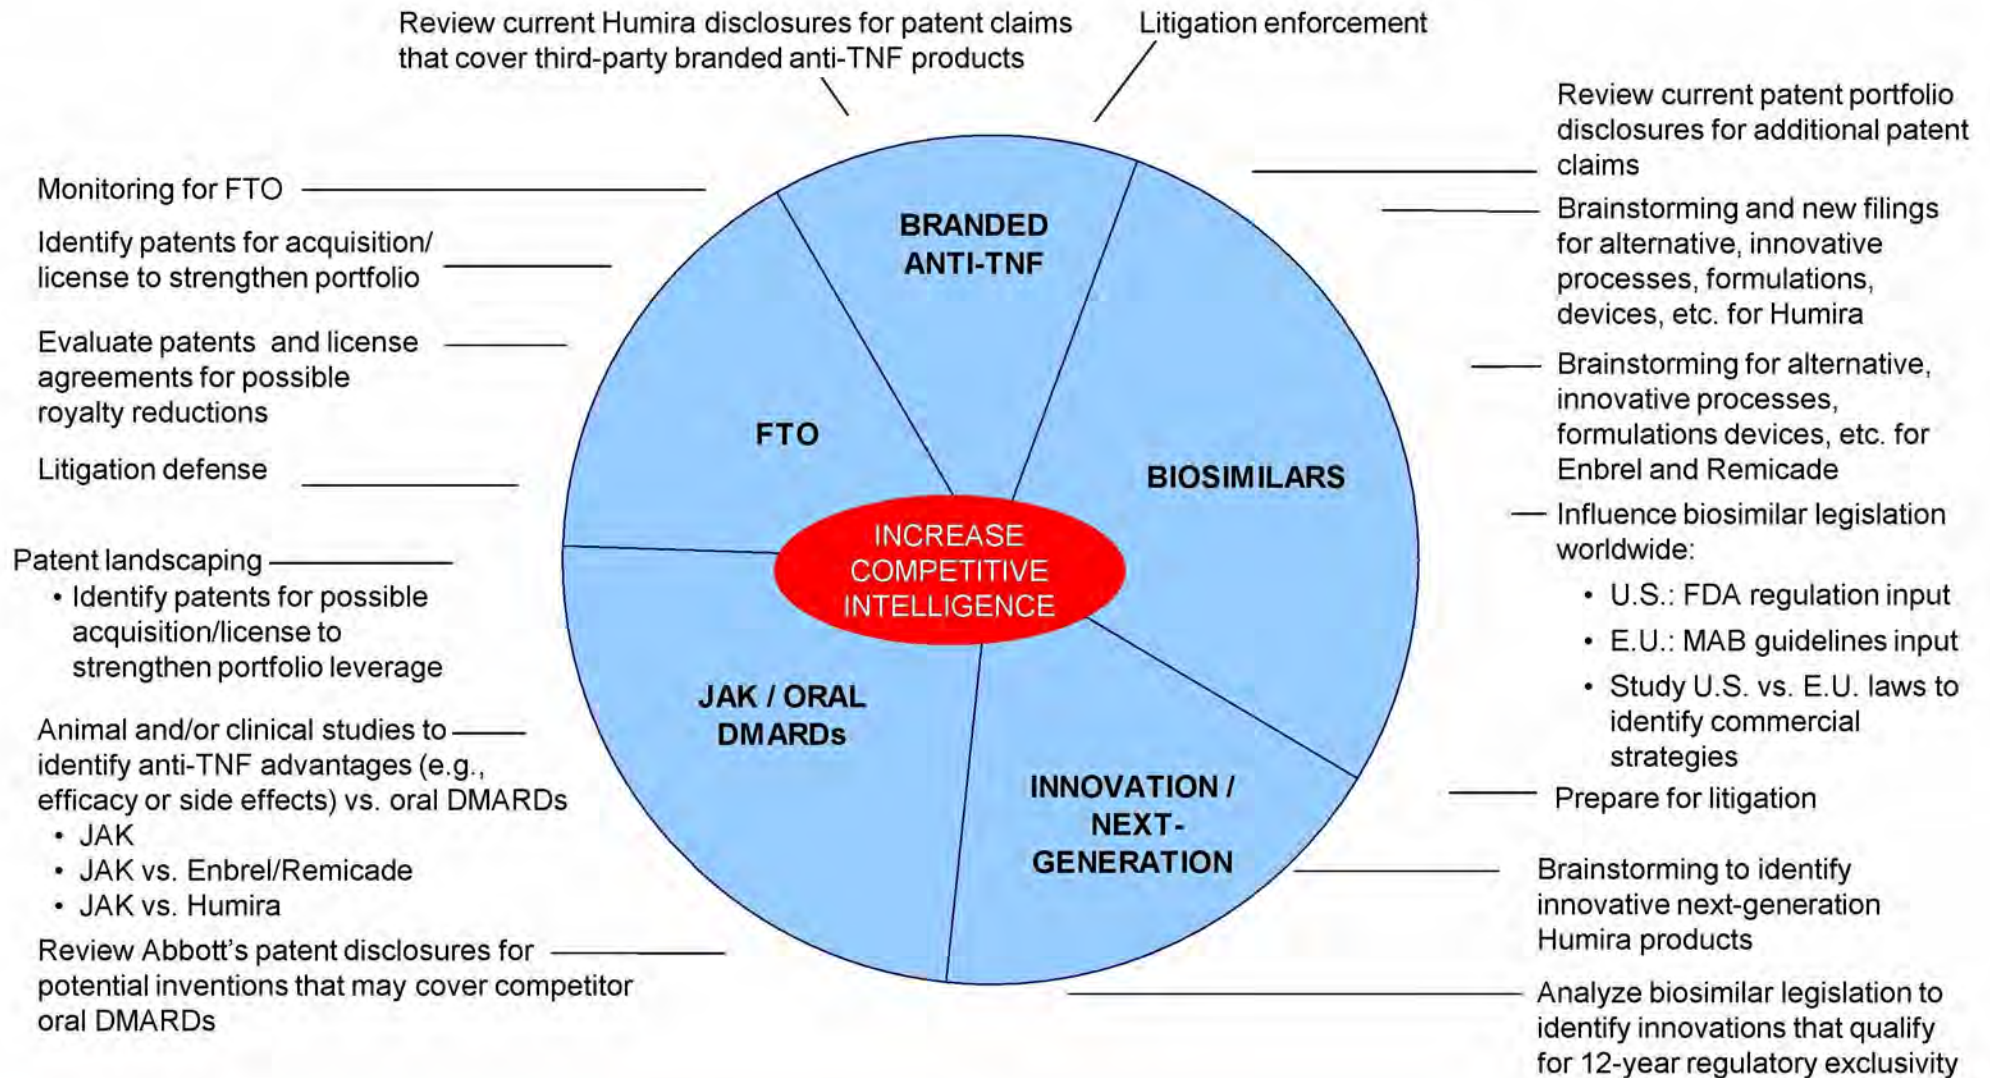 Review current Humira disclosures for patent claims
that cover third-party branded anti-TNF products
Litigation enforcement
Monitoring for FTO
Identify patents for acquisition/
license to strengthen portfolio
Evaluate patents and license
agreements for possible
royalty reductions
Litigation defense
Patent landscaping
• Identify patents for possible
acquisition/license to
strengthen portfolio leverage
Animal and/or clinical studies to
identify anti-TNF advantages (e.g.,
efficacy or side effects) vs. oral DMARDs
• JAK
• JAK vs. Enbrel/Remicade
• JAK vs. Humira
Review Abbott's patent disclosures for
potential inventions that may cover competitor
oral DMARDs
BRANDED
ANTI-TNF
FTO
BIOSIMILARS
INCREASE
COMPETITIVE
INTELLIGENCE
JAK / ORAL
DMARDs
INNOVATION /
NEXT-
GENERATION
Review current patent portfolio
disclosures for additional patent
claims
Brainstorming and new filings
for alternative, innovative
processes, formulations,
devices, etc. for Humira
Brainstorming for alternative,
innovative processes,
formulations devices, etc. for
Enbrel and Remicade
Influence biosimilar legislation
worldwide:
• U.S.: FDA regulation input
• E.U.: MAB guidelines input
• Study U.S. vs. E.U. laws to
identify commercial
strategies
Prepare for litigation
Brainstorming to identify
innovative next-generation
Humira products
Analyze biosimilar legislation to
identify innovations that qualify
for 12-year regulatory exclusivity